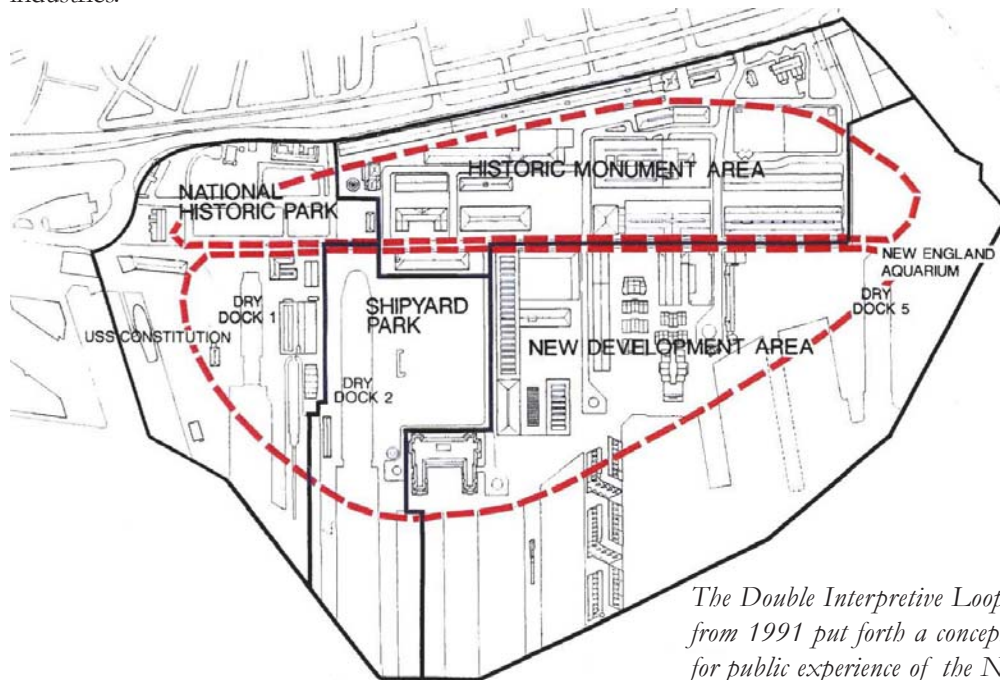 industries.
HISTORIC MONUMENT AREA
NATIONAL
HISTORIC PARK
NEW ENGLAND
AQUARIUM
DRY
DOCK 1
SHIPYARD
PARK
DRY
DOCK 5
USS CONSTITUTION
NEW DEVELOPMENT AREA
DRY
DOCK 2
The Double Interpretive Loop
from 1991 put forth a concep
for public experience of the N